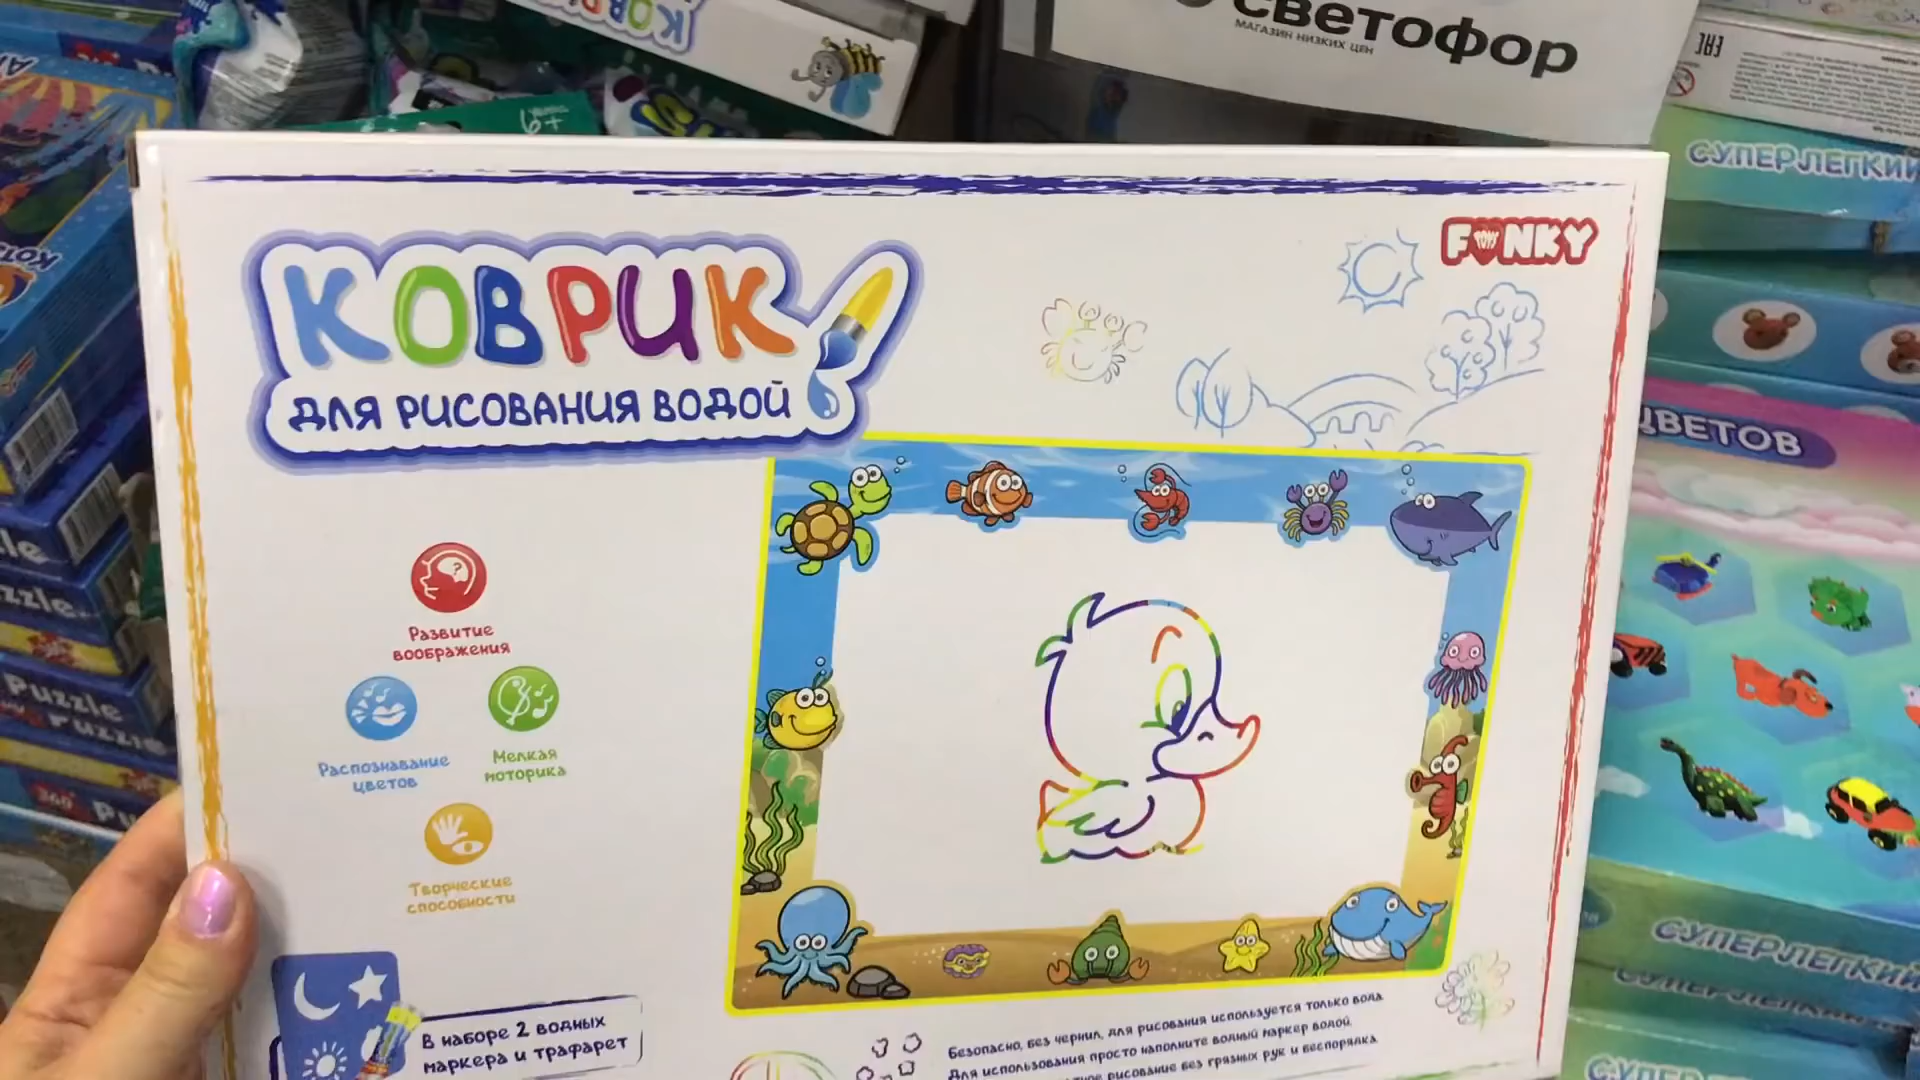 светофор
МАГАЗИН НИЗКИХ ЦЕН
6+
EAC
СУПЕРЛЕГКИЙ
FUNKY
TOYS
КОВРИК
ДЛЯ РИСОВАНИЯ ВОДОЙ
ЦВЕТОВ
Развитие
воображения
Распознавание
цветов
Мелкая
моторика
Творческие
способности
Puzzle
СУПЕРЛЕГКИЙ
В наборе 2 водных
маркера и трафарет
Безопасно, без чернил, для рисования используется только вода
Для использования просто наполните водный маркер водой.
рисование без грязных рук и беспорядка